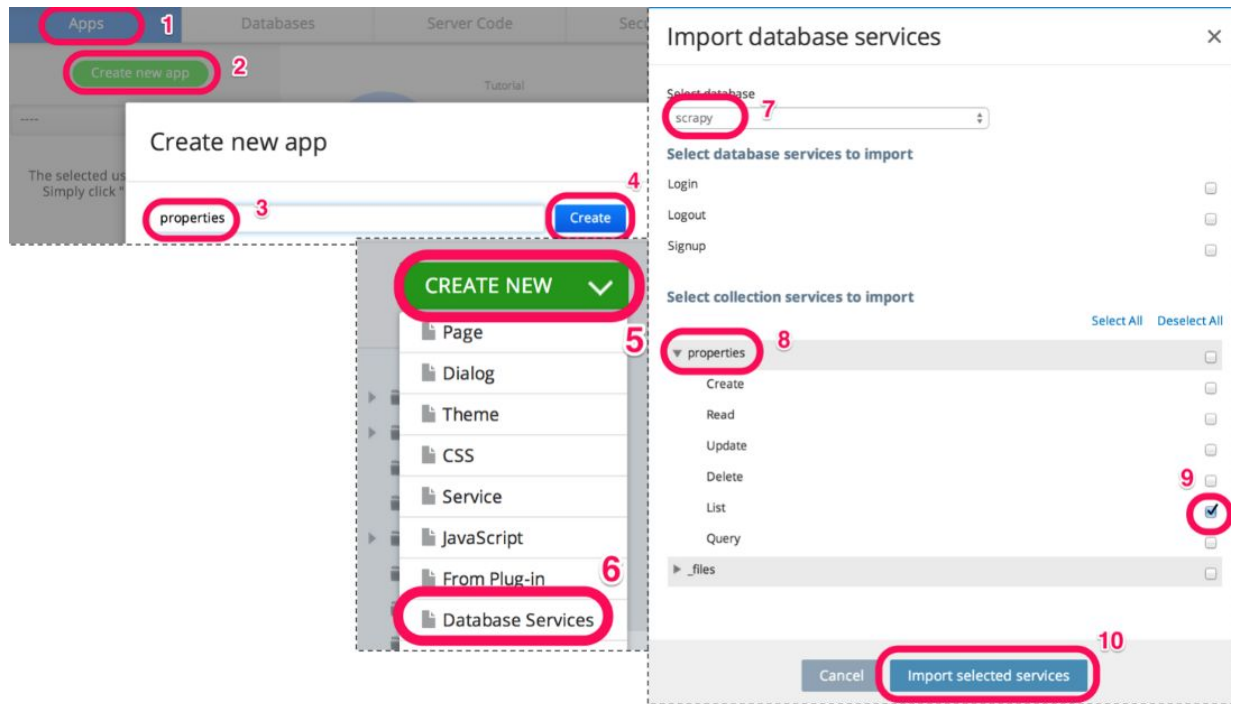 Apps 1 Databases Server Code Secu
Create new app 2
Tutorial
----
The selected us
Simply click "
Create new app
properties 3 Create 4
CREATE NEW 5
Page
Dialog
Theme
CSS
Service
JavaScript
From Plug-in 6
Database Services
Import database services ×
Select database
scrapy 7
Select database services to import
Login
Logout
Signup
Select collection services to import
Select All Deselect All
properties 8
Create
Read
Update
Delete
9
List
Query
_files
10
Cancel Import selected services